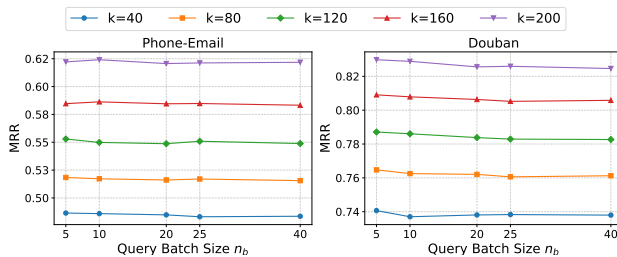 k=40 k=80 k=120 k=160 k=200
Phone-Email
MRR
0.62
0.60
0.58
0.55
0.53
0.50
5 10 20 25 40
Query Batch Size n_b
Douban
MRR
0.82
0.80
0.78
0.76
0.74
5 10 20 25 40
Query Batch Size n_b